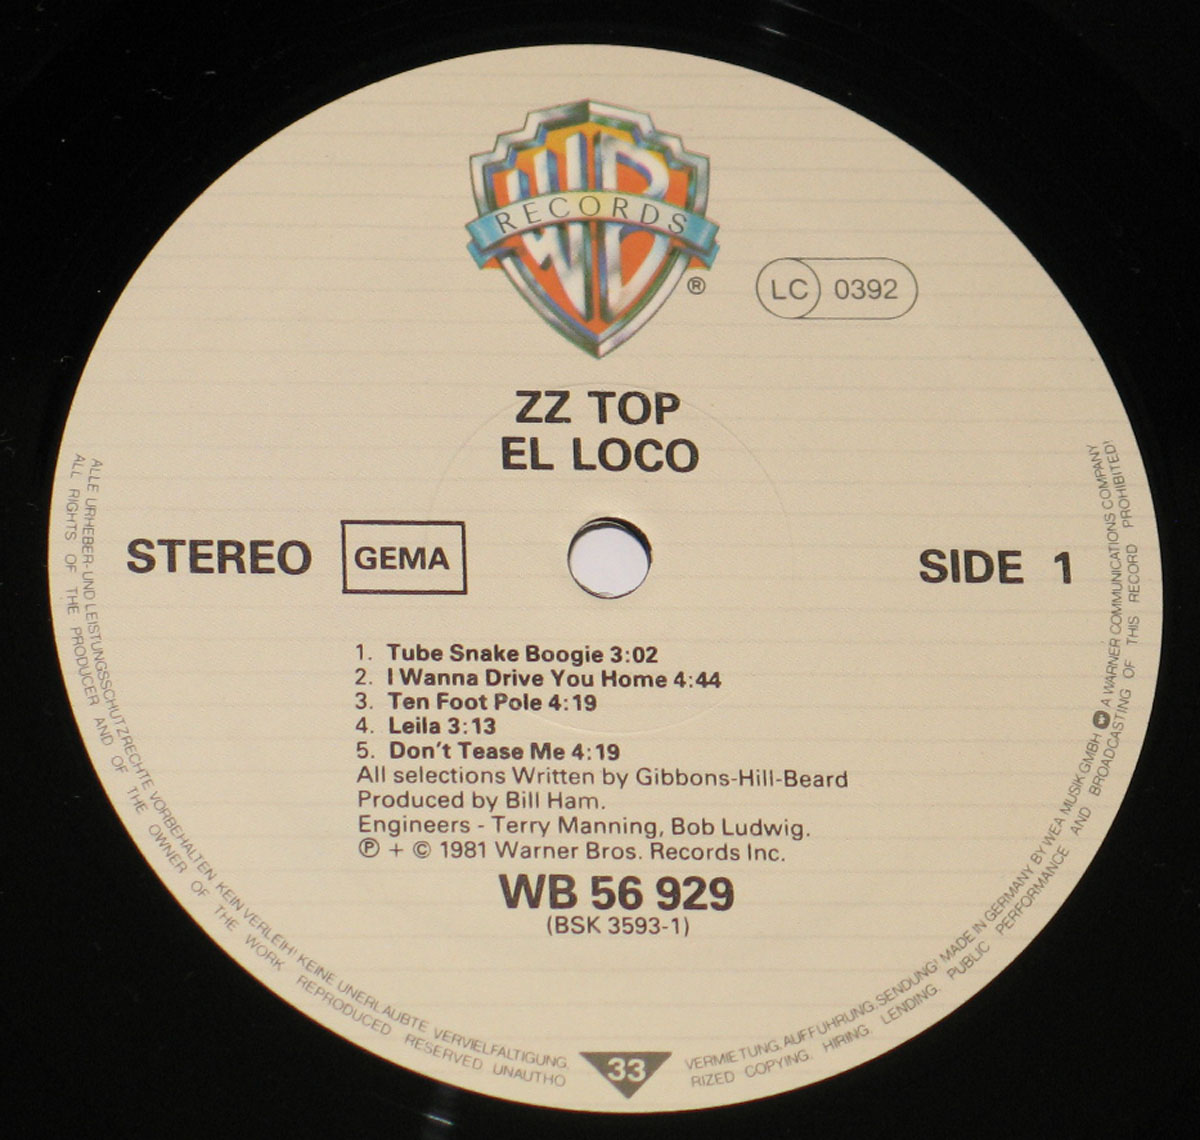 WB
RECORDS
®
LC 0392
ZZ TOP
EL LOCO
STEREO
GEMA
SIDE 1
1. Tube Snake Boogie 3:02
2. I Wanna Drive You Home 4:44
3. Ten Foot Pole 4:19
4. Leila 3:13
5. Don't Tease Me 4:19
All selections Written by Gibbons-Hill-Beard
Produced by Bill Ham.
Engineers - Terry Manning, Bob Ludwig.
℗ + © 1981 Warner Bros. Records Inc.
WB 56 929
(BSK 3593-1)
ALLE URHEBER-UND LEISTUNGSSCHUTZRECHTE VORBEHALTEN KEIN VERLEIH! KEINE UNERLAUBTE VERVIELFÄLTIGUNG, VERMIETUNG, AUFFÜHRUNG, SENDUNG! MADE IN GERMANY BY WEA MUSIK GMBH W A WARNER COMMUNICATIONS COMPANY
ALL RIGHTS OF THE PRODUCER AND OF THE OWNER OF THE WORK REPRODUCED RESERVED UNAUTHORIZED COPYING. HIRING. LENDING. PUBLIC PERFORMANCE AND BROADCASTING OF THIS RECORD PROHIBITED!
33